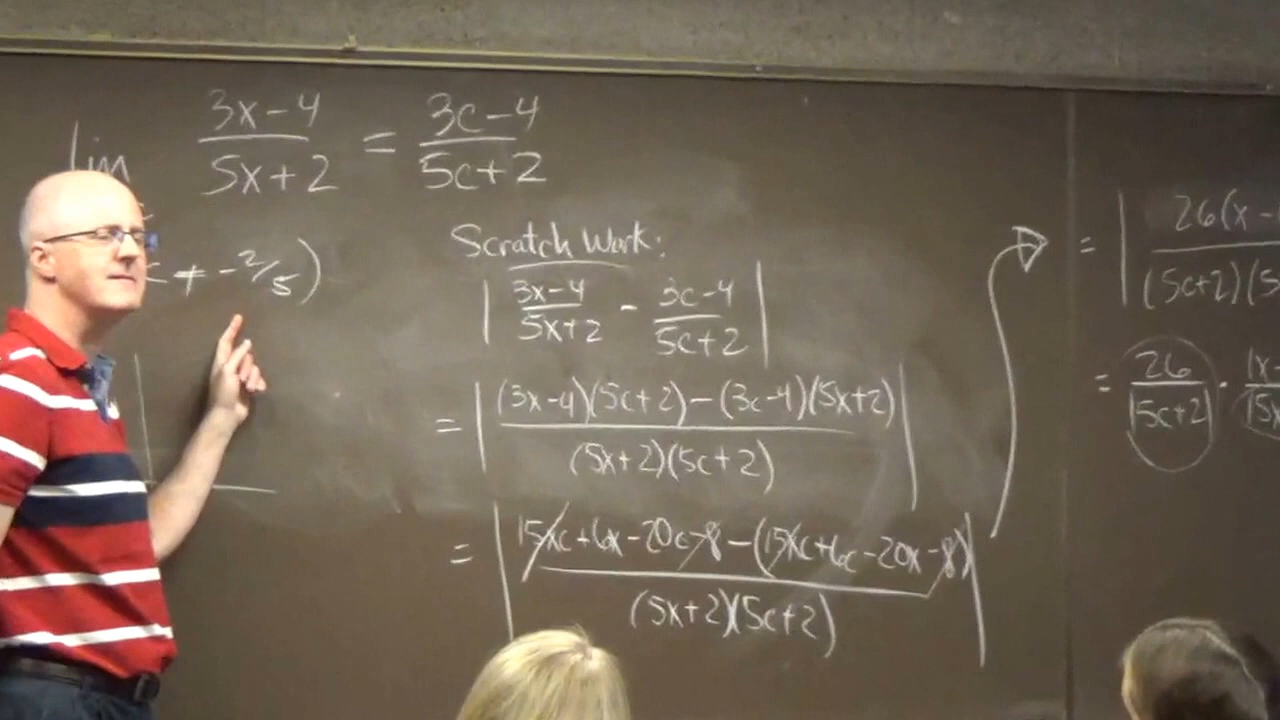 lim 3x-4/5x+2 = 3c-4/5c+2
≠ -2/5)
Scratch Work:
| 3x-4/5x+2 - 3c-4/5c+2 |
= | (3x-4)(5c+2)-(3c-4)(5x+2) / (5x+2)(5c+2) |
= | 15xc+6x-20c-8-(15xc+6c-20x-8) / (5x+2)(5c+2) |
= | 26(x- / (5c+2)(5
= 26/|5c+2| · |x- / |5x